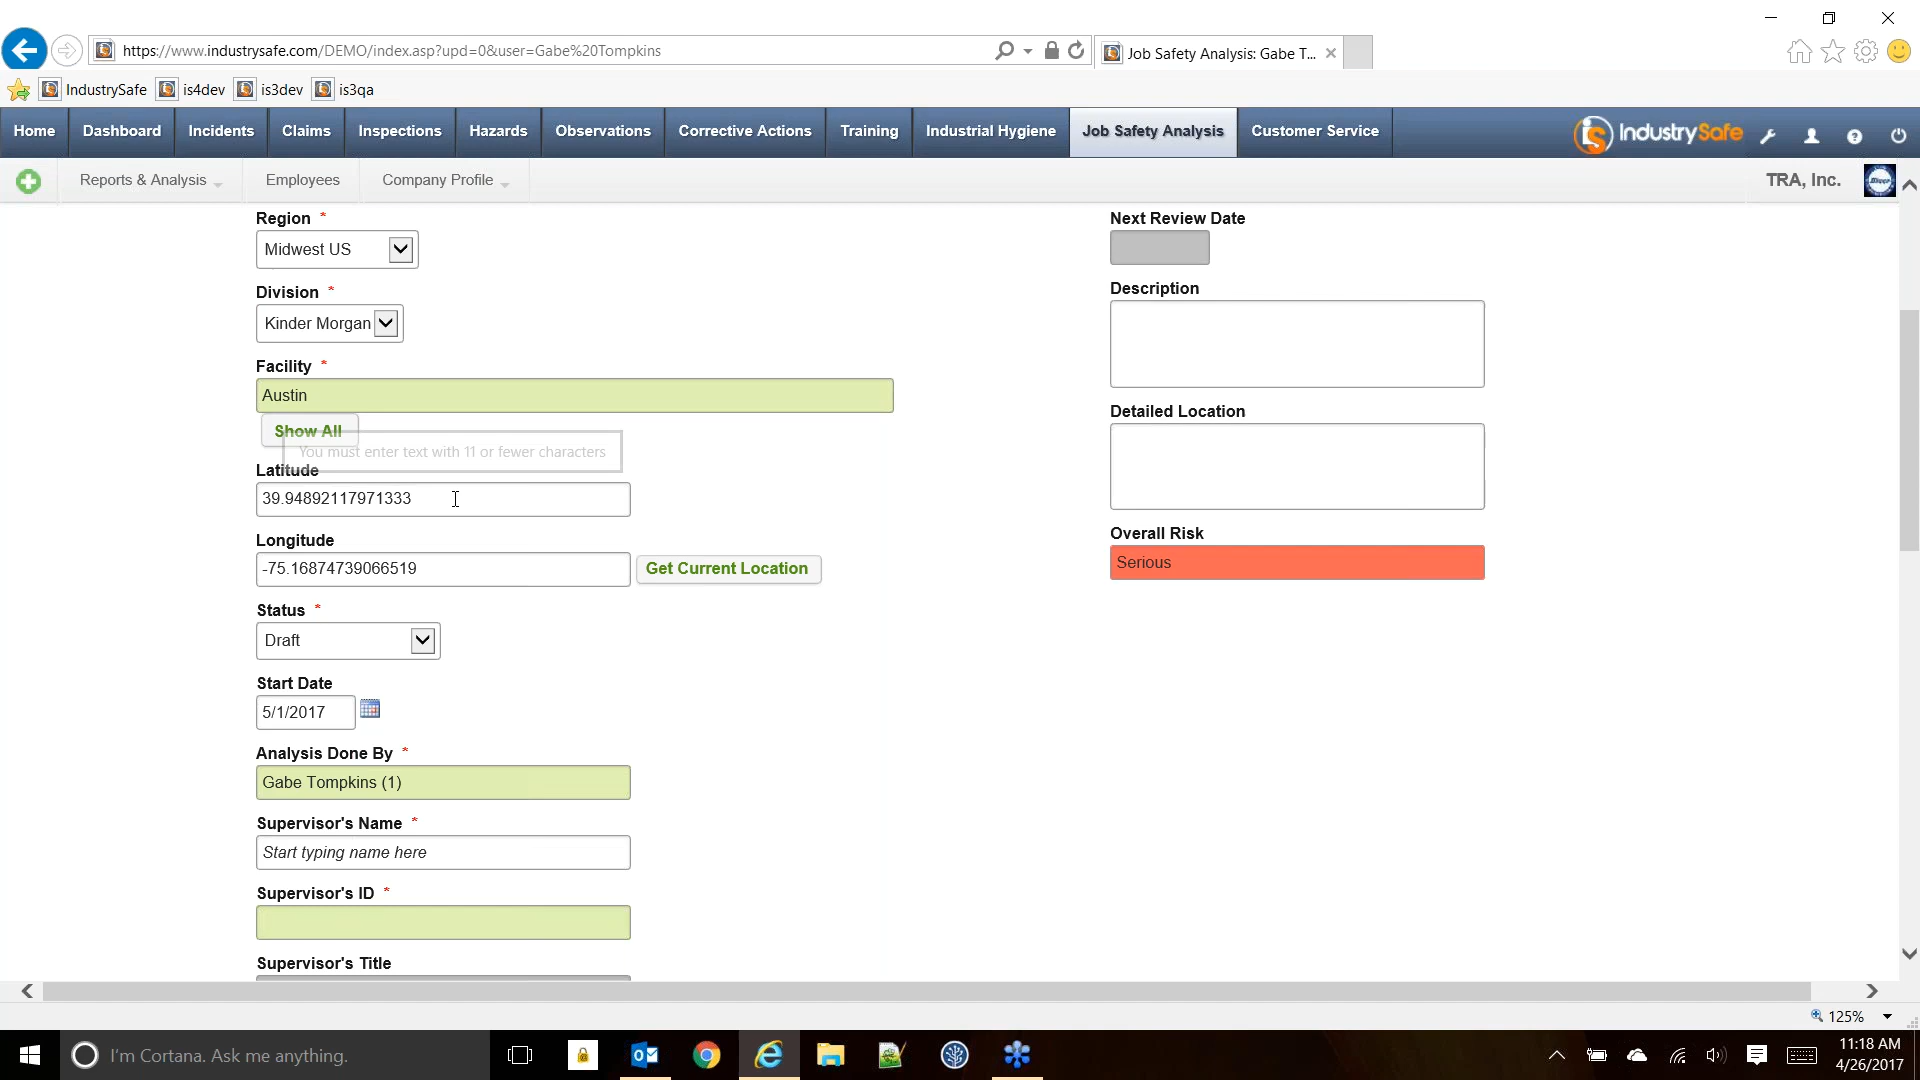 https://www.industrysafe.com/DEMO/index.asp?upd=0&user=Gabe%20Tompkins
Job Safety Analysis: Gabe T...
IndustrySafe
is4dev
is3dev
is3qa
Home
Dashboard
Incidents
Claims
Inspections
Hazards
Observations
Corrective Actions
Training
Industrial Hygiene
Job Safety Analysis
Customer Service
IndustrySafe
Reports & Analysis
Employees
Company Profile
TRA, Inc.
Region *
Midwest US
Division *
Kinder Morgan
Facility *
Austin
Show All
You must enter text with 11 or fewer characters
Latitude
39.94892117971333
Longitude
-75.16874739066519
Get Current Location
Status *
Draft
Start Date
5/1/2017
Analysis Done By *
Gabe Tompkins (1)
Supervisor's Name *
Start typing name here
Supervisor's ID *
Supervisor's Title
Next Review Date
Description
Detailed Location
Overall Risk
Serious
125%
I'm Cortana. Ask me anything.
11:18 AM
4/26/2017